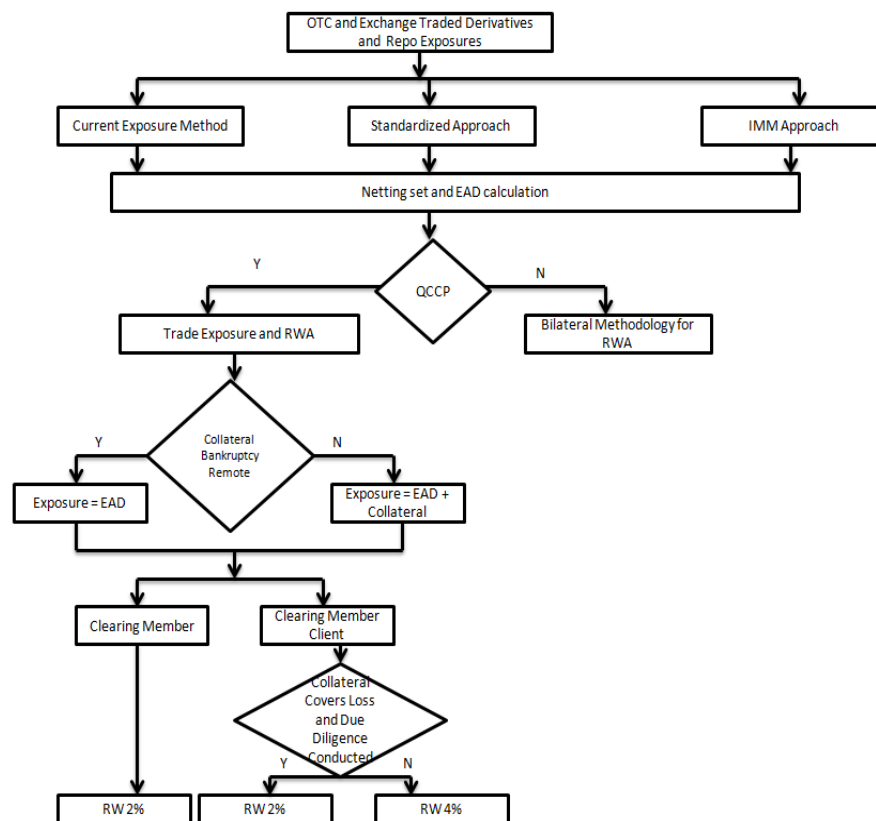 OTC and Exchange Traded Derivatives
and Repo Exposures
Current Exposure Method
Standardized Approach
IMM Approach
Netting set and EAD calculation
Y
N
QCCP
Trade Exposure and RWA
Bilateral Methodology for
RWA
Y
N
Collateral
Bankruptcy
Remote
Exposure = EAD
Exposure = EAD +
Collateral
Clearing Member
Clearing Member
Client
Collateral
Covers Loss
and Due
Diligence
Conducted
Y
N
RW 2%
RW 2%
RW 4%